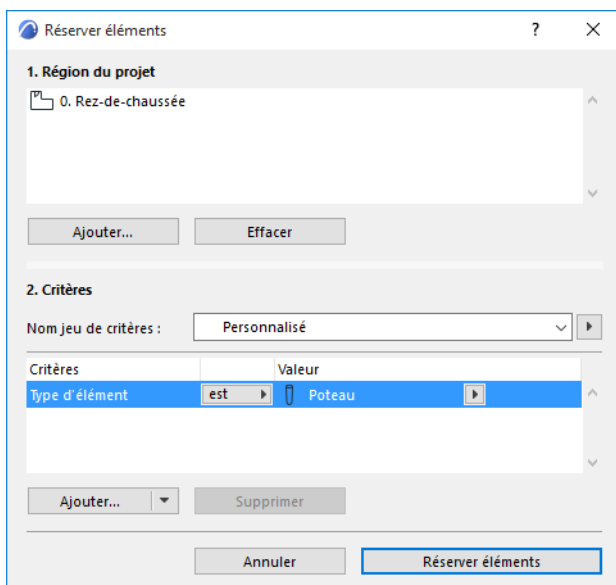 Réserver éléments ?
1. Région du projet
0. Rez-de-chaussée
Ajouter... Effacer
2. Critères
Nom jeu de critères : Personnalisé
Critères Valeur
Type d'élément est Poteau
Ajouter... Supprimer
Annuler Réserver éléments